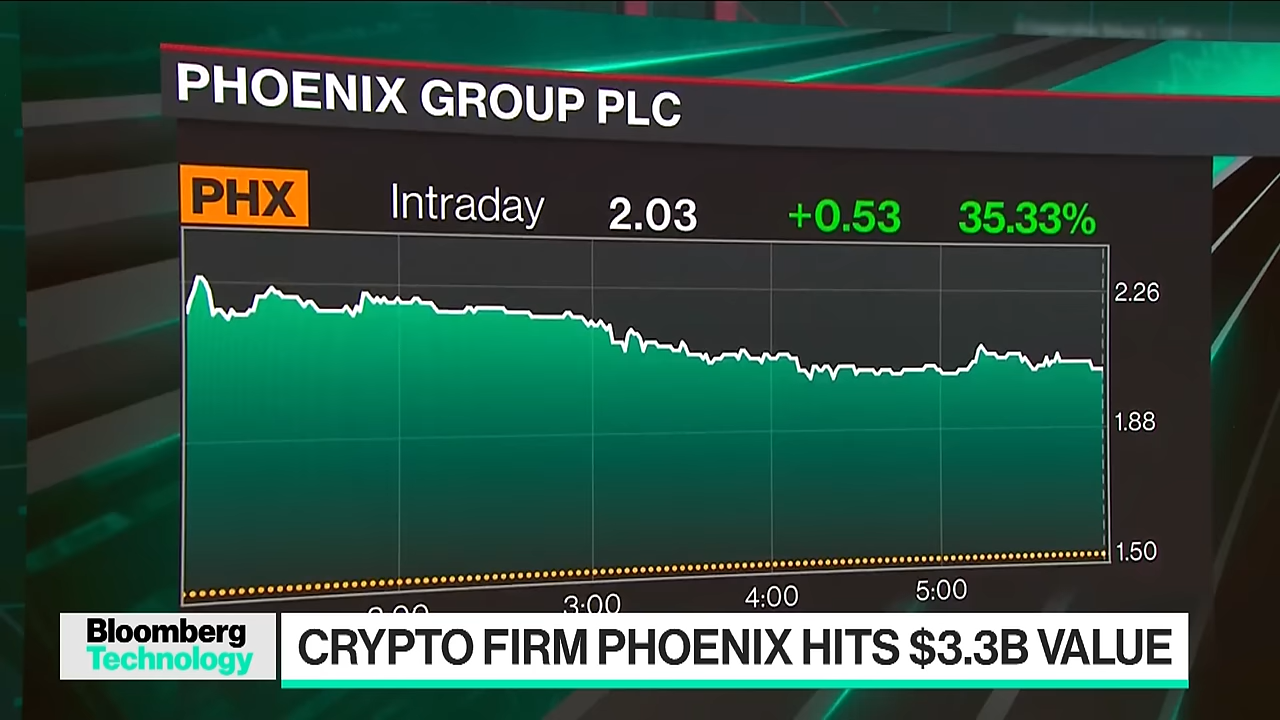 PHOENIX GROUP PLC
PHX Intraday 2.03 +0.53 35.33%
2.26
1.88
1.50
3:00 4:00 5:00
Bloomberg
Technology
CRYPTO FIRM PHOENIX HITS $3.3B VALUE